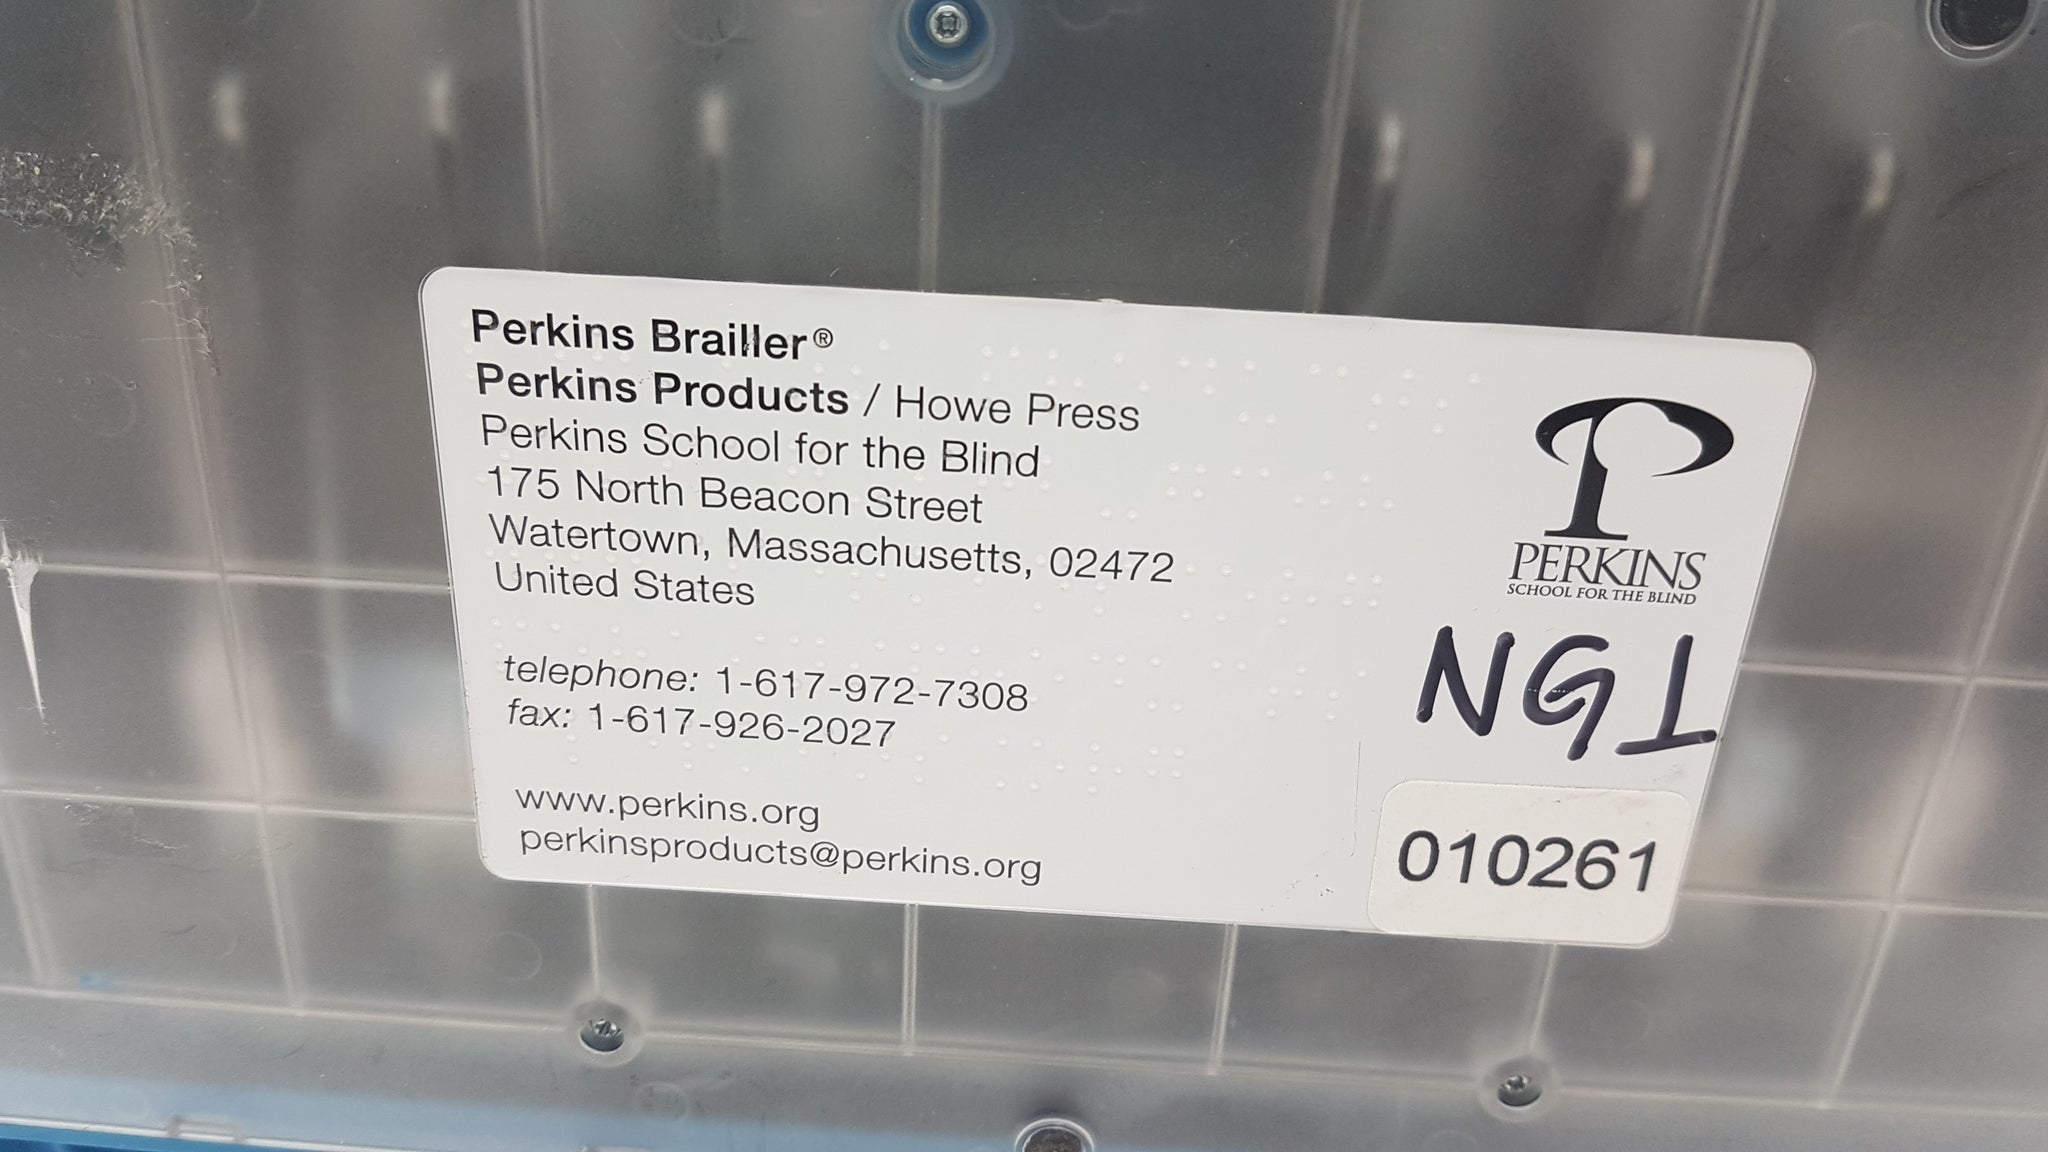 Perkins Brailler®
Perkins Products / Howe Press
Perkins School for the Blind
175 North Beacon Street
Watertown, Massachusetts, 02472
United States
telephone: 1-617-972-7308
fax: 1-617-926-2027
www.perkins.org
perkinsproducts@perkins.org
PERKINS
SCHOOL FOR THE BLIND
010261